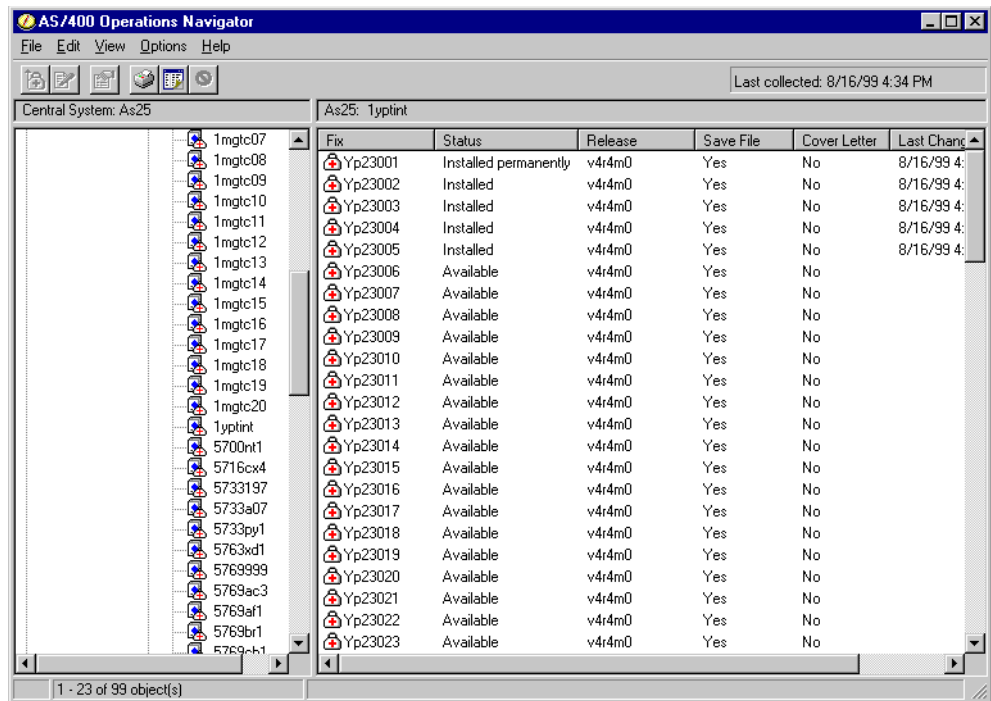 AS/400 Operations Navigator
File Edit View Options Help
Last collected: 8/16/99 4:34 PM
Central System: As25
As25: 1yptint
1mgtc07
1mgtc08
1mgtc09
1mgtc10
1mgtc11
1mgtc12
1mgtc13
1mgtc14
1mgtc15
1mgtc16
1mgtc17
1mgtc18
1mgtc19
1mgtc20
1yptint
5700nt1
5716cx4
5733197
5733a07
5733py1
5763xd1
5769999
5769ac3
5769af1
5769br1
5769cb1
Fix Status Release Save File Cover Letter Last Chang
Yp23001 Installed permanently v4r4m0 Yes No 8/16/99 4:
Yp23002 Installed v4r4m0 Yes No 8/16/99 4:
Yp23003 Installed v4r4m0 Yes No 8/16/99 4:
Yp23004 Installed v4r4m0 Yes No 8/16/99 4:
Yp23005 Installed v4r4m0 Yes No 8/16/99 4:
Yp23006 Available v4r4m0 Yes No
Yp23007 Available v4r4m0 Yes No
Yp23008 Available v4r4m0 Yes No
Yp23009 Available v4r4m0 Yes No
Yp23010 Available v4r4m0 Yes No
Yp23011 Available v4r4m0 Yes No
Yp23012 Available v4r4m0 Yes No
Yp23013 Available v4r4m0 Yes No
Yp23014 Available v4r4m0 Yes No
Yp23015 Available v4r4m0 Yes No
Yp23016 Available v4r4m0 Yes No
Yp23017 Available v4r4m0 Yes No
Yp23018 Available v4r4m0 Yes No
Yp23019 Available v4r4m0 Yes No
Yp23020 Available v4r4m0 Yes No
Yp23021 Available v4r4m0 Yes No
Yp23022 Available v4r4m0 Yes No
Yp23023 Available v4r4m0 Yes No
1 - 23 of 99 object(s)